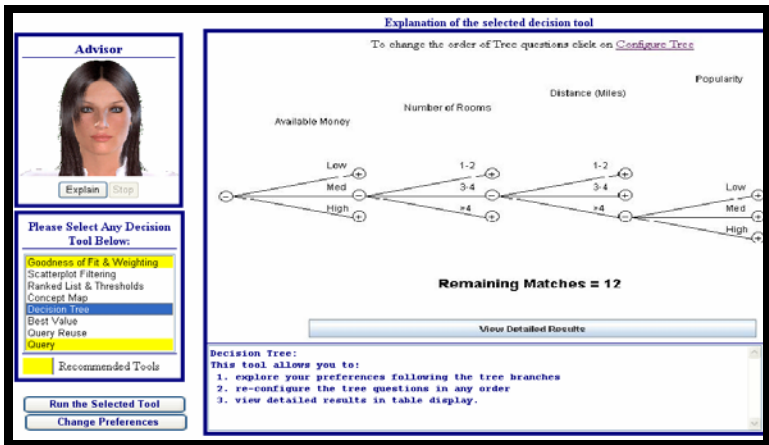 Explanation of the selected decision tool
Advisor
Explain Stop
Please Select Any Decision
Tool Below:
Goodness of Fit & Weighting
Scatterplot Filtering
Ranked List & Thresholds
Concept Map
Decision Tree
Best Value
Query Reuse
Query
Recommended Tools
Run the Selected Tool
Change Preferences
To change the order of Tree questions click on Configure Tree
Popularity
Distance (Miles)
Number of Rooms
Available Money
Low 1-2 1-2
Med 3-4 3-4 Low
High >4 >4 Med
High
Remaining Matches = 12
View Detailed Results
Decision Tree:
This tool allows you to:
1. explore your preferences following the tree branches
2. re-configure the tree questions in any order
3. view detailed results in table display.